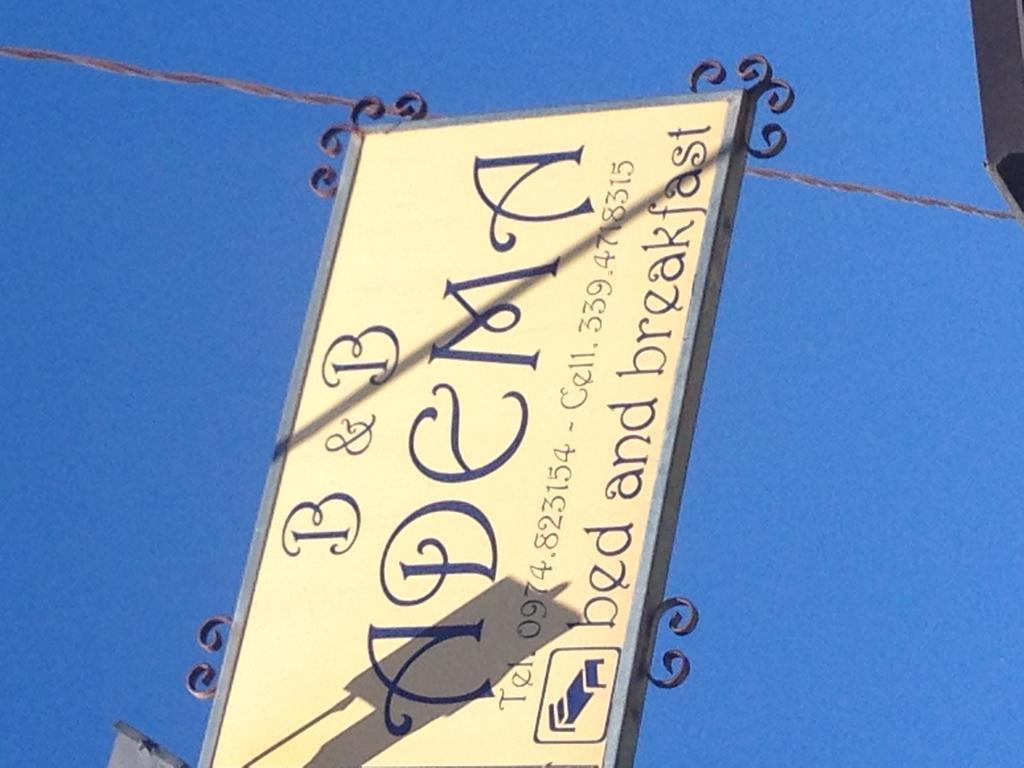 B & B
ADEMA
Tel. 0974.823154 - Cell. 339.4718315
bed and breakfast